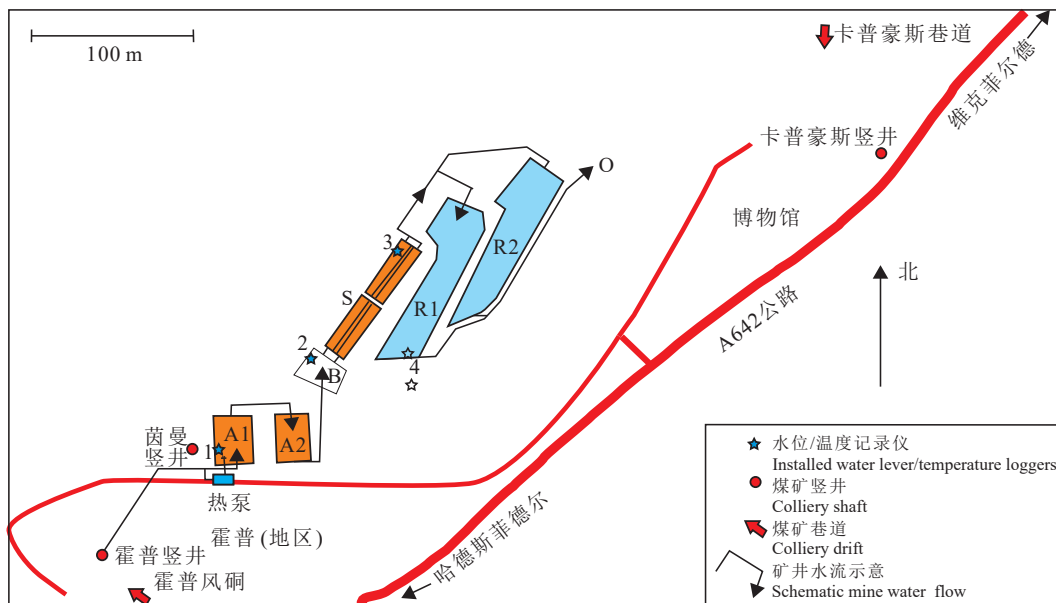 100 m
卡普豪斯巷道
维克菲尔德
卡普豪斯竖井
O
博物馆
R2
3
S
R1
北
A642公路
2
4
B
茵曼
竖井
1
A1
A2
热泵
霍普(地区)
哈德斯菲德尔
霍普竖井
霍普风硐
水位/温度记录仪
Installed water lever/temperature loggers
煤矿竖井
Colliery shaft
煤矿巷道
Colliery drift
矿井水流示意
Schematic mine water flow